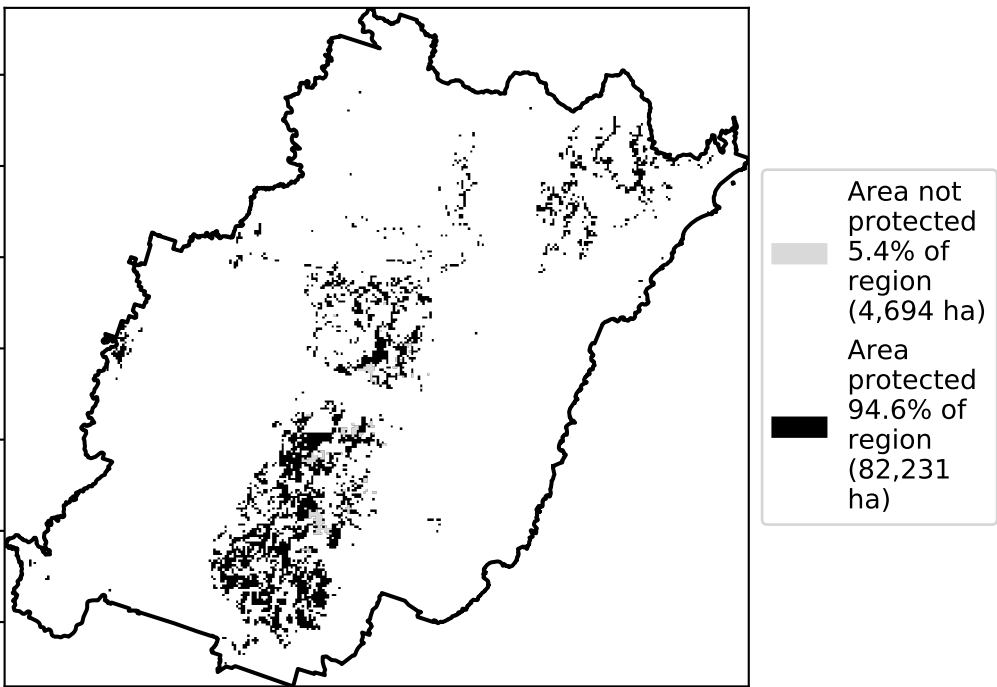 Area not
protected
5.4% of
region
(4,694 ha)
Area
protected
94.6% of
region
(82,231
ha)